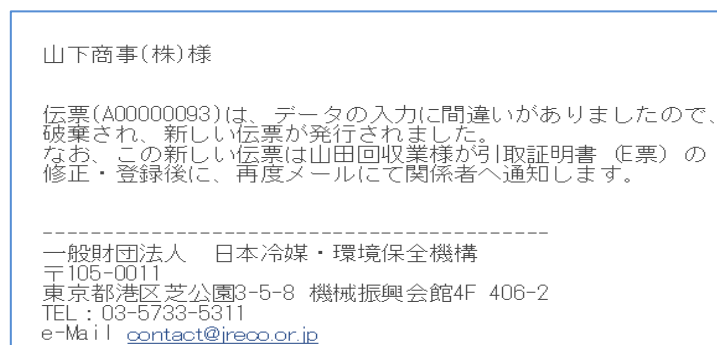 山下商事(株)様
伝票(A00000093)は、データの入力に間違いがありましたので、
破棄され、新しい伝票が発行されました。
なお、この新しい伝票は山田回収業様が引取証明書 (E票) の
修正・登録後に、再度メールにて関係者へ通知します。
------------------------------------------
一般財団法人　日本冷媒・環境保全機構
〒105-0011
東京都港区芝公園3-5-8 機械振興会館4F 406-2
TEL：03-5733-5311
e-Mail contact@jreco.or.jp